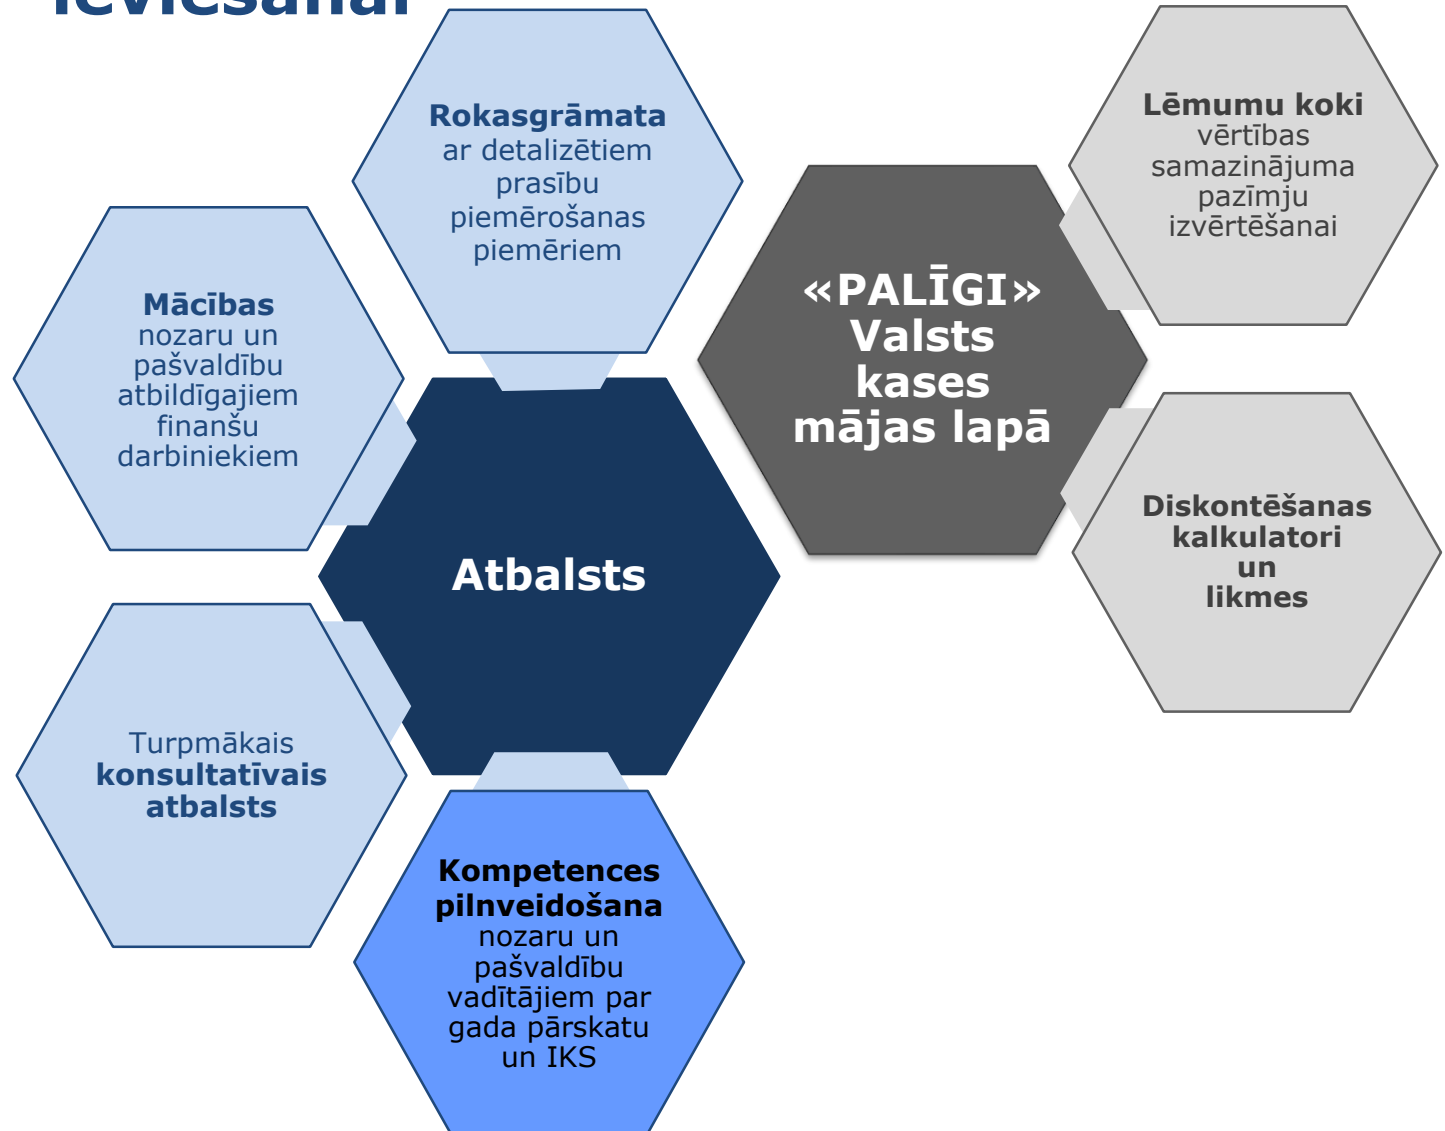 ieviešanai
Rokasgrāmata
ar detalizētiem
prasību
piemērošanas
piemēriem
Mācības
nozaru un
pašvaldību
atbildīgajiem
finanšu
darbiniekiem
Atbalsts
Turpmākais
konsultatīvais
atbalsts
Kompetences
pilnveidošana
nozaru un
pašvaldību
vadītājiem par
gada pārskatu
un IKS
«PALĪGI»
Valsts
kases
mājas lapā
Lēmumu koki
vērtības
samazinājuma
pazīmju
izvērtēšanai
Diskontēšanas
kalkulatori
un
likmes